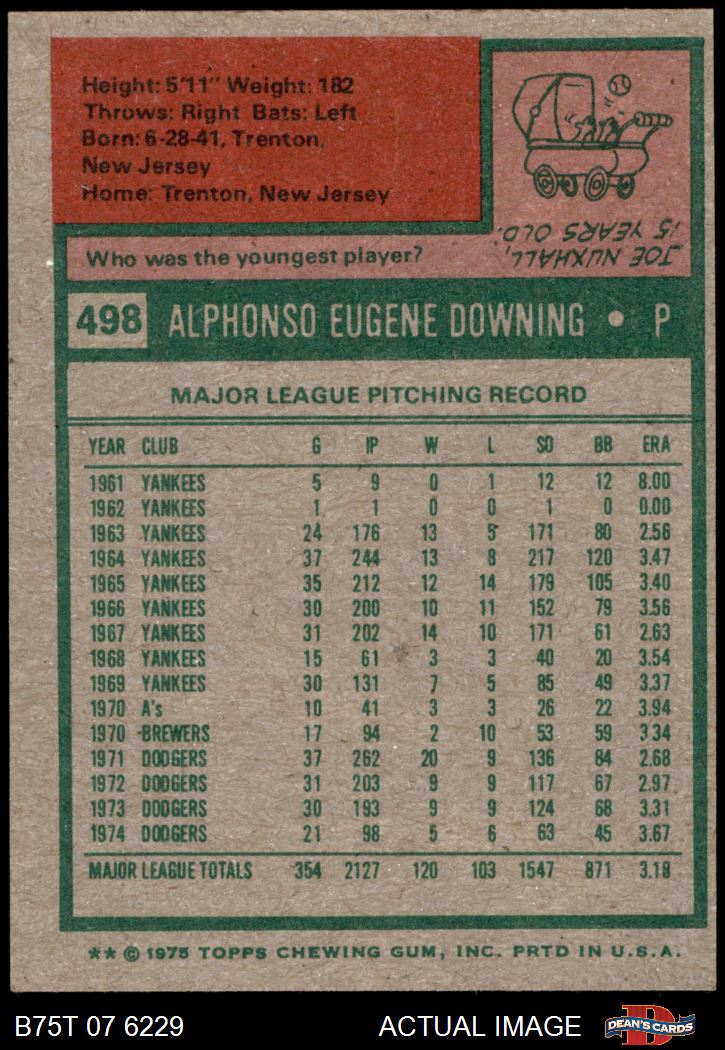 Height: 5'11" Weight: 182
Throws: Right Bats: Left
Born: 6-28-41, Trenton,
New Jersey
Home: Trenton, New Jersey
Who was the youngest player?
JOE NUXHALL,
15 YEARS OLD.
498 ALPHONSO EUGENE DOWNING • P
MAJOR LEAGUE PITCHING RECORD
YEAR CLUB G IP W L SO BB ERA
1961 YANKEES 5 9 0 1 12 12 8.00
1962 YANKEES 1 1 0 0 1 0 0.00
1963 YANKEES 24 176 13 5 171 80 2.56
1964 YANKEES 37 244 13 8 217 120 3.47
1965 YANKEES 35 212 12 14 179 105 3.40
1966 YANKEES 30 200 10 11 152 79 3.56
1967 YANKEES 31 202 14 10 171 61 2.63
1968 YANKEES 15 61 3 3 40 20 3.54
1969 YANKEES 30 131 7 5 85 49 3.37
1970 A's 10 41 3 3 26 22 3.94
1970 BREWERS 17 94 2 10 53 59 3.34
1971 DODGERS 37 262 20 9 136 84 2.68
1972 DODGERS 31 203 9 9 117 67 2.97
1973 DODGERS 30 193 9 9 124 68 3.31
1974 DODGERS 21 98 5 6 63 45 3.67
MAJOR LEAGUE TOTALS 354 2127 120 103 1547 871 3.18
** © 1975 TOPPS CHEWING GUM, INC. PRTD IN U.S.A.
B75T 07 6229 ACTUAL IMAGE
D
DEAN'S CARDS